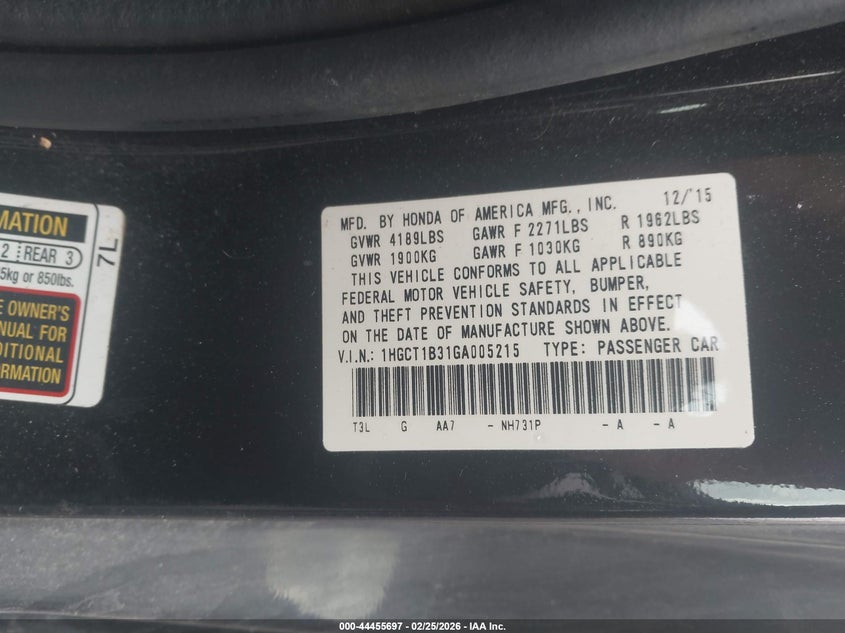 MATION
2 REAR 3
5kg or 850lbs.
E OWNER'S
NUAL FOR
DITIONAL
ORMATION
7L
MFD. BY HONDA OF AMERICA MFG., INC. 12/'15
GVWR 4189LBS GAWR F 2271LBS R 1962LBS
GVWR 1900KG GAWR F 1030KG R 890KG
THIS VEHICLE CONFORMS TO ALL APPLICABLE
FEDERAL MOTOR VEHICLE SAFETY, BUMPER,
AND THEFT PREVENTION STANDARDS IN EFFECT
ON THE DATE OF MANUFACTURE SHOWN ABOVE.
V.I.N.: 1HGCT1B31GA005215 TYPE: PASSENGER CAR
T3L G AA7 - NH731P - A - A
000-44455697 - 02/25/2026 - IAA Inc.